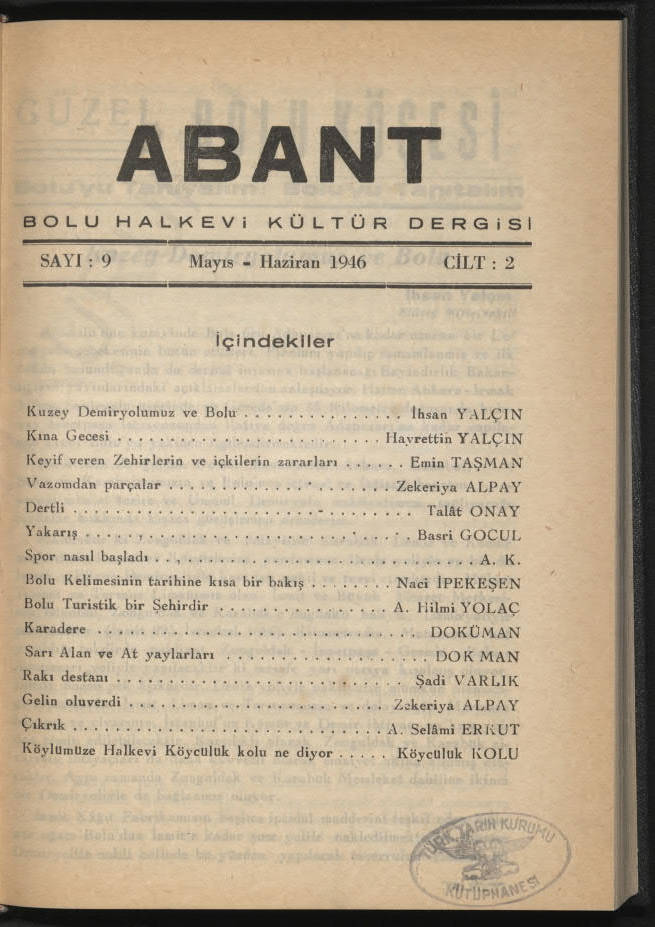 ABANT
BOLU HALKEVİ KÜLTÜR DERGİSİ
SAYI : 9 Mayıs - Haziran 1946 CİLT : 2
İçindekiler
Kuzey Demiryolumuz ve Bolu . . . . . . . . . . . . . . İhsan YALÇIN
Kına Gecesi . . . . . . . . . . . . . . . . . . . . . . . Hayrettin YALÇIN
Keyif veren Zehirlerin ve içkilerin zararları . . . . . . Emin TAŞMAN
Vazomdan parçalar . . . . . . . . . . . . . . . . . . . Zekeriya ALPAY
Dertli . . . . . . . . . . . . . . . . . . . . . . . . . . . . . Talât ONAY
Yakarış . . . . . . . . . . . . . . . . . . . . . . . . . . . . Basri GOCUL
Spor nasıl başladı . . . . . . . . . . . . . . . . . . . . . . . . . . . A. K.
Bolu Kelimesinin tarihine kısa bir bakış . . . . . . . Naci İPEKEŞEN
Bolu Turistik bir Şehirdir . . . . . . . . . . . . . . . A. Hilmi YOLAÇ
Karadere . . . . . . . . . . . . . . . . . . . . . . . . . . . DOKÜMAN
Sarı Alan ve At yaylarları . . . . . . . . . . . . . . . . . DOK MAN
Rakı destanı . . . . . . . . . . . . . . . . . . . . . . . . Şadi VARLIK
Gelin oluverdi . . . . . . . . . . . . . . . . . . . . . . Zekeriya ALPAY
Çıkrık . . . . . . . . . . . . . . . . . . . . . . . . . . . . A. Selâmi ERKUT
Köylümüze Halkevi Köycülük kolu ne diyor . . . . . Köycülük KOLU
TÜRK TARİH KURUMU
KÜTÜPHANESİ